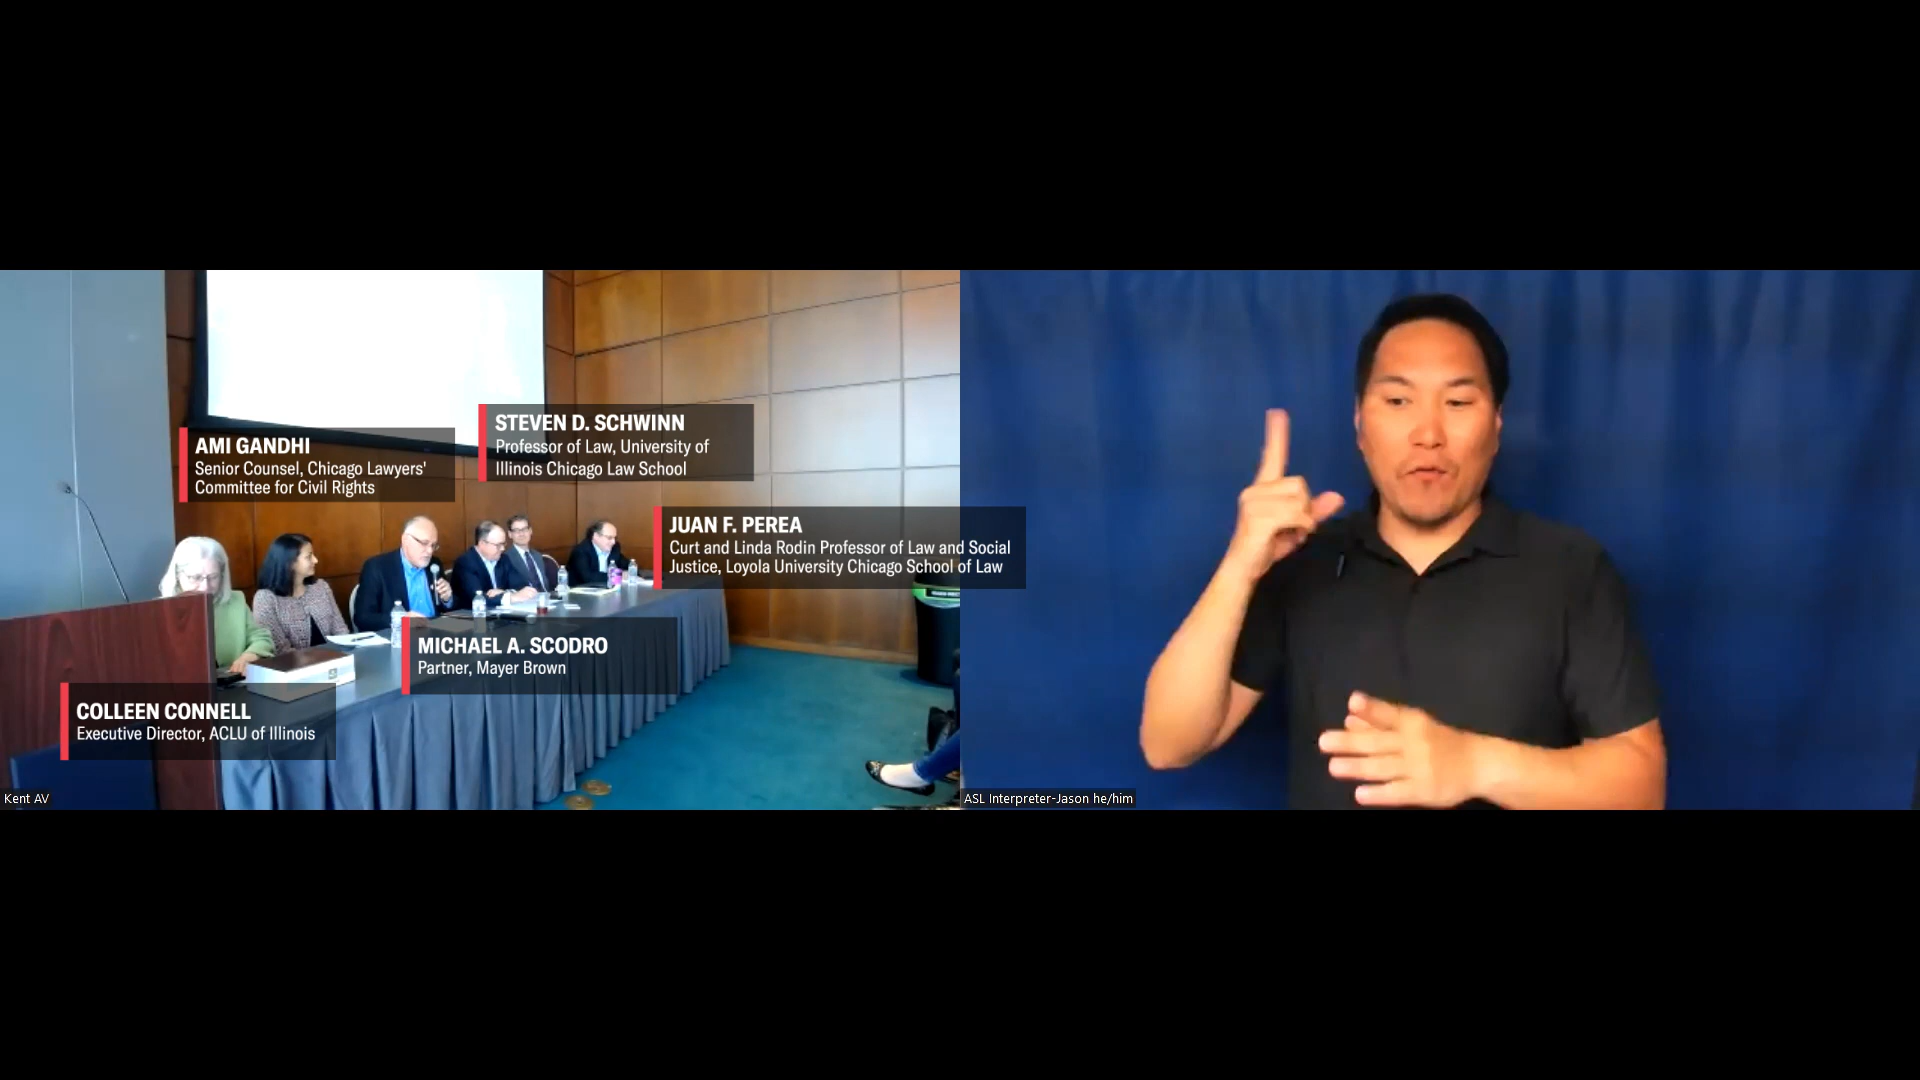 STEVEN D. SCHWINN
Professor of Law, University of
Illinois Chicago Law School
AMI GANDHI
Senior Counsel, Chicago Lawyers'
Committee for Civil Rights
JUAN F. PEREA
Curt and Linda Rodin Professor of Law and Social
Justice, Loyola University Chicago School of Law
MICHAEL A. SCODRO
Partner, Mayer Brown
COLLEEN CONNELL
Executive Director, ACLU of Illinois
Kent AV
ASL Interpreter-Jason he/him